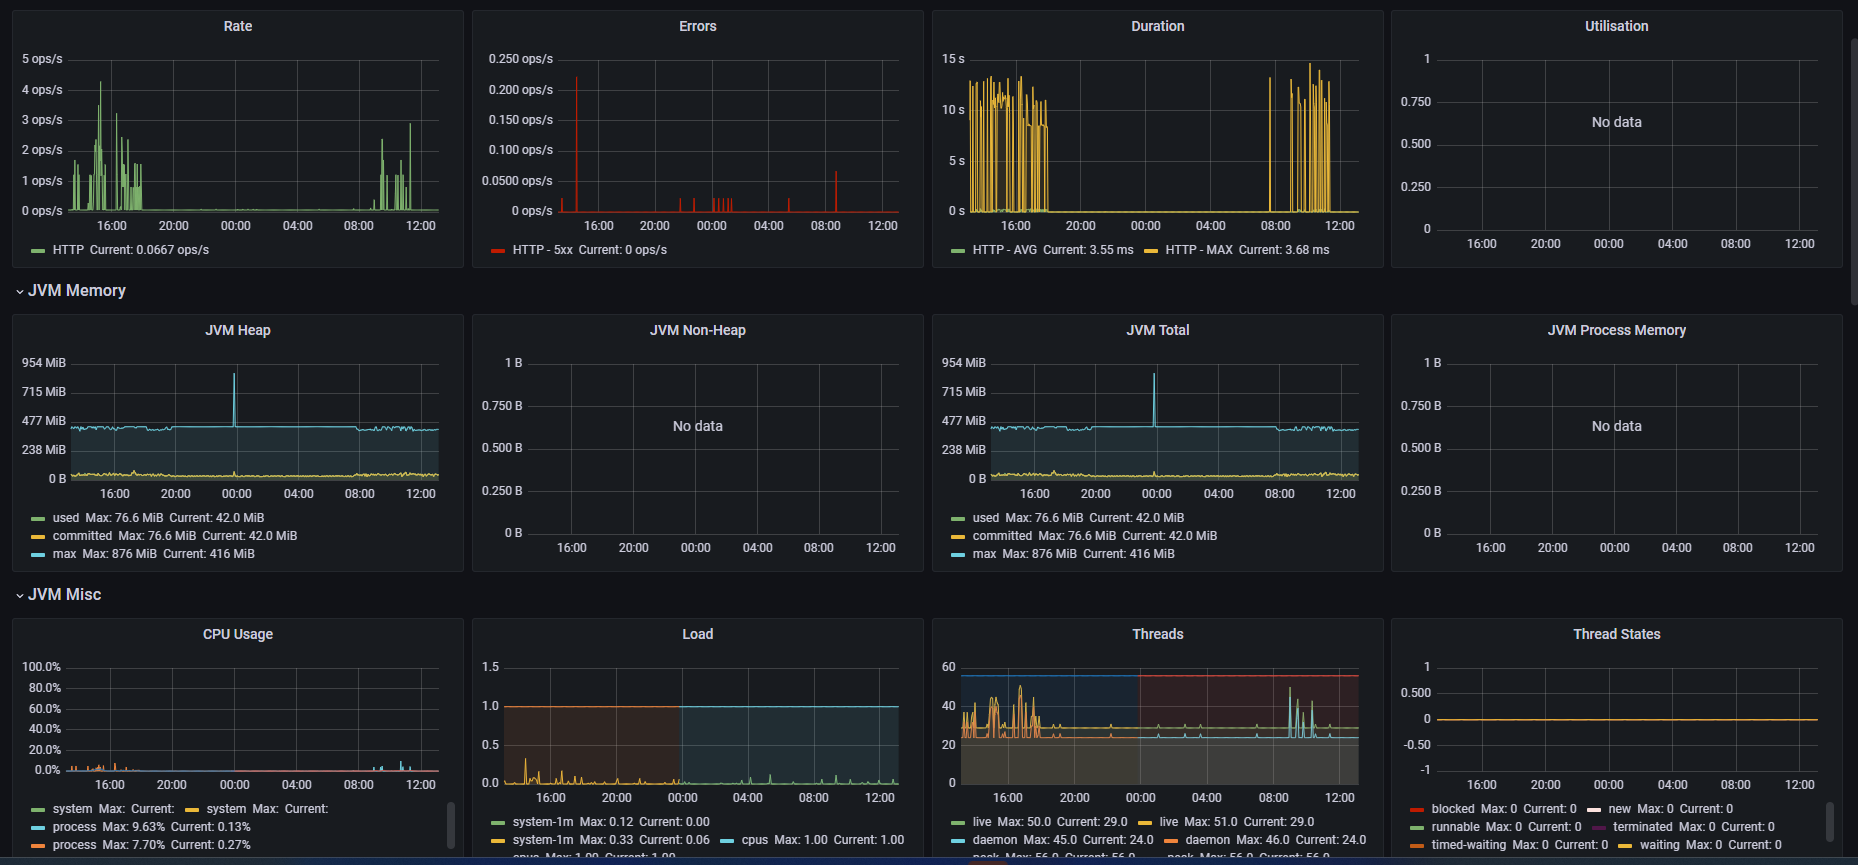 Rate
5 ops/s
4 ops/s
3 ops/s
2 ops/s
1 ops/s
0 ops/s
16:00 20:00 00:00 04:00 08:00 12:00
HTTP Current: 0.0667 ops/s
Errors
0.250 ops/s
0.200 ops/s
0.150 ops/s
0.100 ops/s
0.0500 ops/s
0 ops/s
16:00 20:00 00:00 04:00 08:00 12:00
HTTP - 5xx Current: 0 ops/s
Duration
15 s
10 s
5 s
0 s
16:00 20:00 00:00 04:00 08:00 12:00
HTTP - AVG Current: 3.55 ms HTTP - MAX Current: 3.68 ms
Utilisation
1
0.750
0.500
0.250
0
No data
16:00 20:00 00:00 04:00 08:00 12:00
JVM Memory
JVM Heap
954 MiB
715 MiB
477 MiB
238 MiB
0 B
16:00 20:00 00:00 04:00 08:00 12:00
used Max: 76.6 MiB Current: 42.0 MiB
committed Max: 76.6 MiB Current: 42.0 MiB
max Max: 876 MiB Current: 416 MiB
JVM Non-Heap
1 B
0.750 B
0.500 B
0.250 B
0 B
No data
16:00 20:00 00:00 04:00 08:00 12:00
JVM Total
954 MiB
715 MiB
477 MiB
238 MiB
0 B
16:00 20:00 00:00 04:00 08:00 12:00
used Max: 76.6 MiB Current: 42.0 MiB
committed Max: 76.6 MiB Current: 42.0 MiB
max Max: 876 MiB Current: 416 MiB
JVM Process Memory
1 B
0.750 B
0.500 B
0.250 B
0 B
No data
16:00 20:00 00:00 04:00 08:00 12:00
JVM Misc
CPU Usage
100.0%
80.0%
60.0%
40.0%
20.0%
0.0%
16:00 20:00 00:00 04:00 08:00 12:00
system Max: Current: system Max: Current:
process Max: 9.63% Current: 0.13%
process Max: 7.70% Current: 0.27%
Load
1.5
1.0
0.5
0.0
16:00 20:00 00:00 04:00 08:00 12:00
system-1m Max: 0.12 Current: 0.00
system-1m Max: 0.33 Current: 0.06 cpus Max: 1.00 Current: 1.00
cpus Max: 1.00 Current: 1.00
Threads
60
40
20
0
16:00 20:00 00:00 04:00 08:00 12:00
live Max: 50.0 Current: 29.0 live Max: 51.0 Current: 29.0
daemon Max: 45.0 Current: 24.0 daemon Max: 46.0 Current: 24.0
peak Max: 56.0 Current: 56.0 peak Max: 56.0 Current: 56.0
Thread States
1
0.500
0
-0.50
-1
16:00 20:00 00:00 04:00 08:00 12:00
blocked Max: 0 Current: 0 new Max: 0 Current: 0
runnable Max: 0 Current: 0 terminated Max: 0 Current: 0
timed-waiting Max: 0 Current: 0 waiting Max: 0 Current: 0